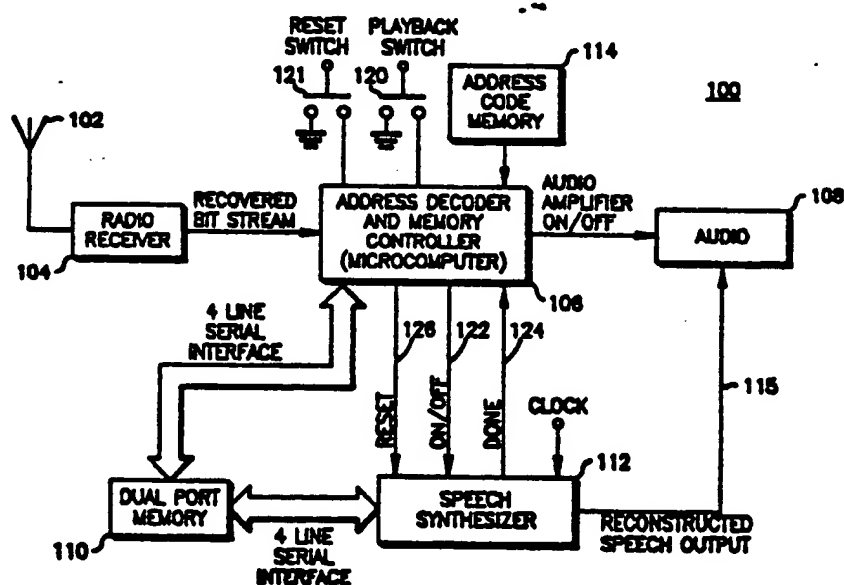 RESET
SWITCH
PLAYBACK
SWITCH
121
120
114
ADDRESS
CODE
MEMORY
100
102
RADIO
RECEIVER
104
RECOVERED
BIT STREAM
ADDRESS DECODER
AND MEMORY
CONTROLLER
(MICROCOMPUTER)
106
AUDIO
AMPLIFIER
ON/OFF
AUDIO
108
4 LINE
SERIAL
INTERFACE
126
122
124
RESET
ON/OFF
DONE
CLOCK
115
112
DUAL PORT
MEMORY
110
4 LINE
SERIAL
INTERFACE
SPEECH
SYNTHESIZER
RECONSTRUCTED
SPEECH OUTPUT